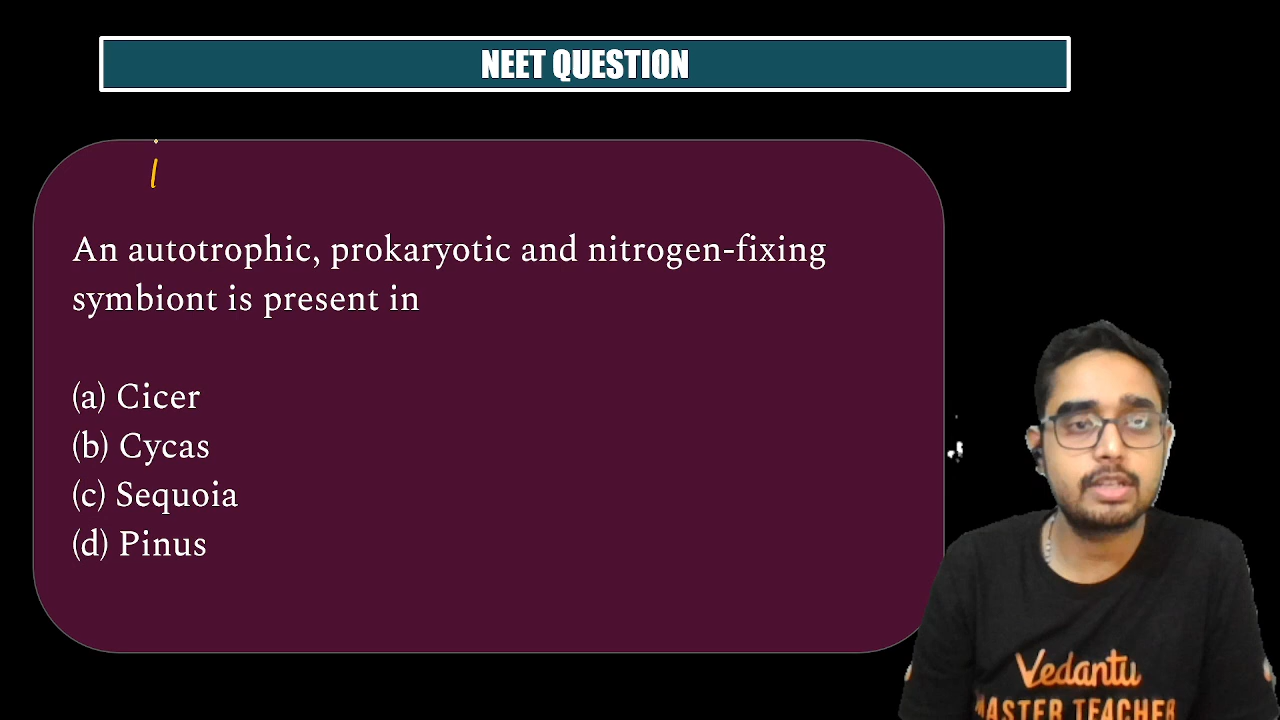 NEET QUESTION
An autotrophic, prokaryotic and nitrogen-fixing
symbiont is present in
(a) Cicer
(b) Cycas
(c) Sequoia
(d) Pinus
Vedantu
MASTER TEACHER